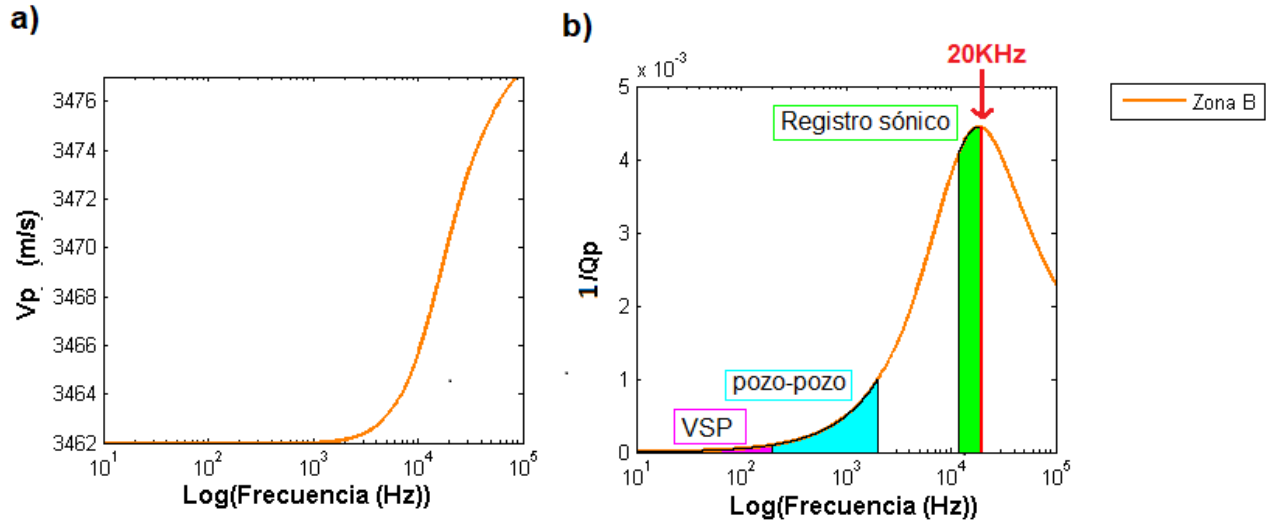 a)
3476
3474
3472
3470
3468
3466
3464
3462
Vp (m/s)
10^1 10^2 10^3 10^4 10^5
Log(Frecuencia (Hz))
b)
20KHz
x 10^-3
5
4
3
2
1
0
1/Qp
Registro sónico
pozo-pozo
VSP
10^1 10^2 10^3 10^4 10^5
Log(Frecuencia (Hz))
Zona B